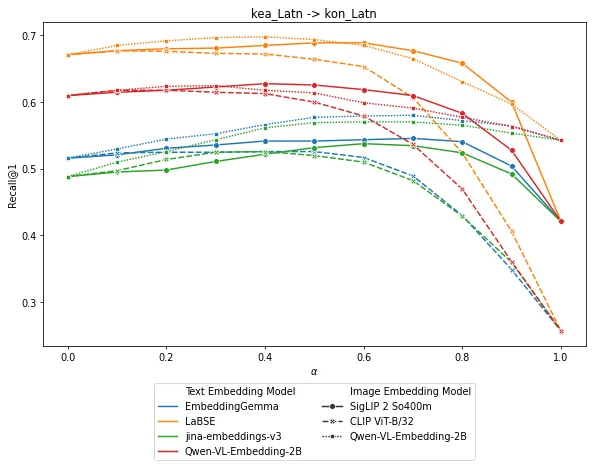 kea_Latn -> kon_Latn
0.7
0.6
0.5
0.4
0.3
Recall@1
0.0 0.2 0.4 0.6 0.8 1.0
α
Text Embedding Model Image Embedding Model
EmbeddingGemma SigLIP 2 So400m
LaBSE CLIP ViT-B/32
jina-embeddings-v3 Qwen-VL-Embedding-2B
Qwen-VL-Embedding-2B